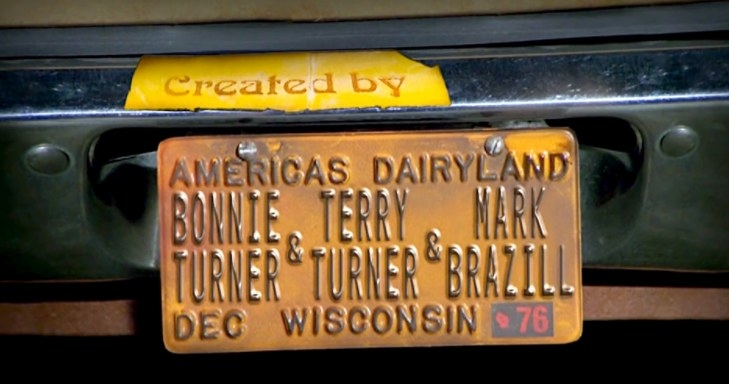 Created by
AMERICAS DAIRYLAND
BONNIE TERRY MARK
TURNER & TURNER & BRAZILL
DEC WISCONSIN 76